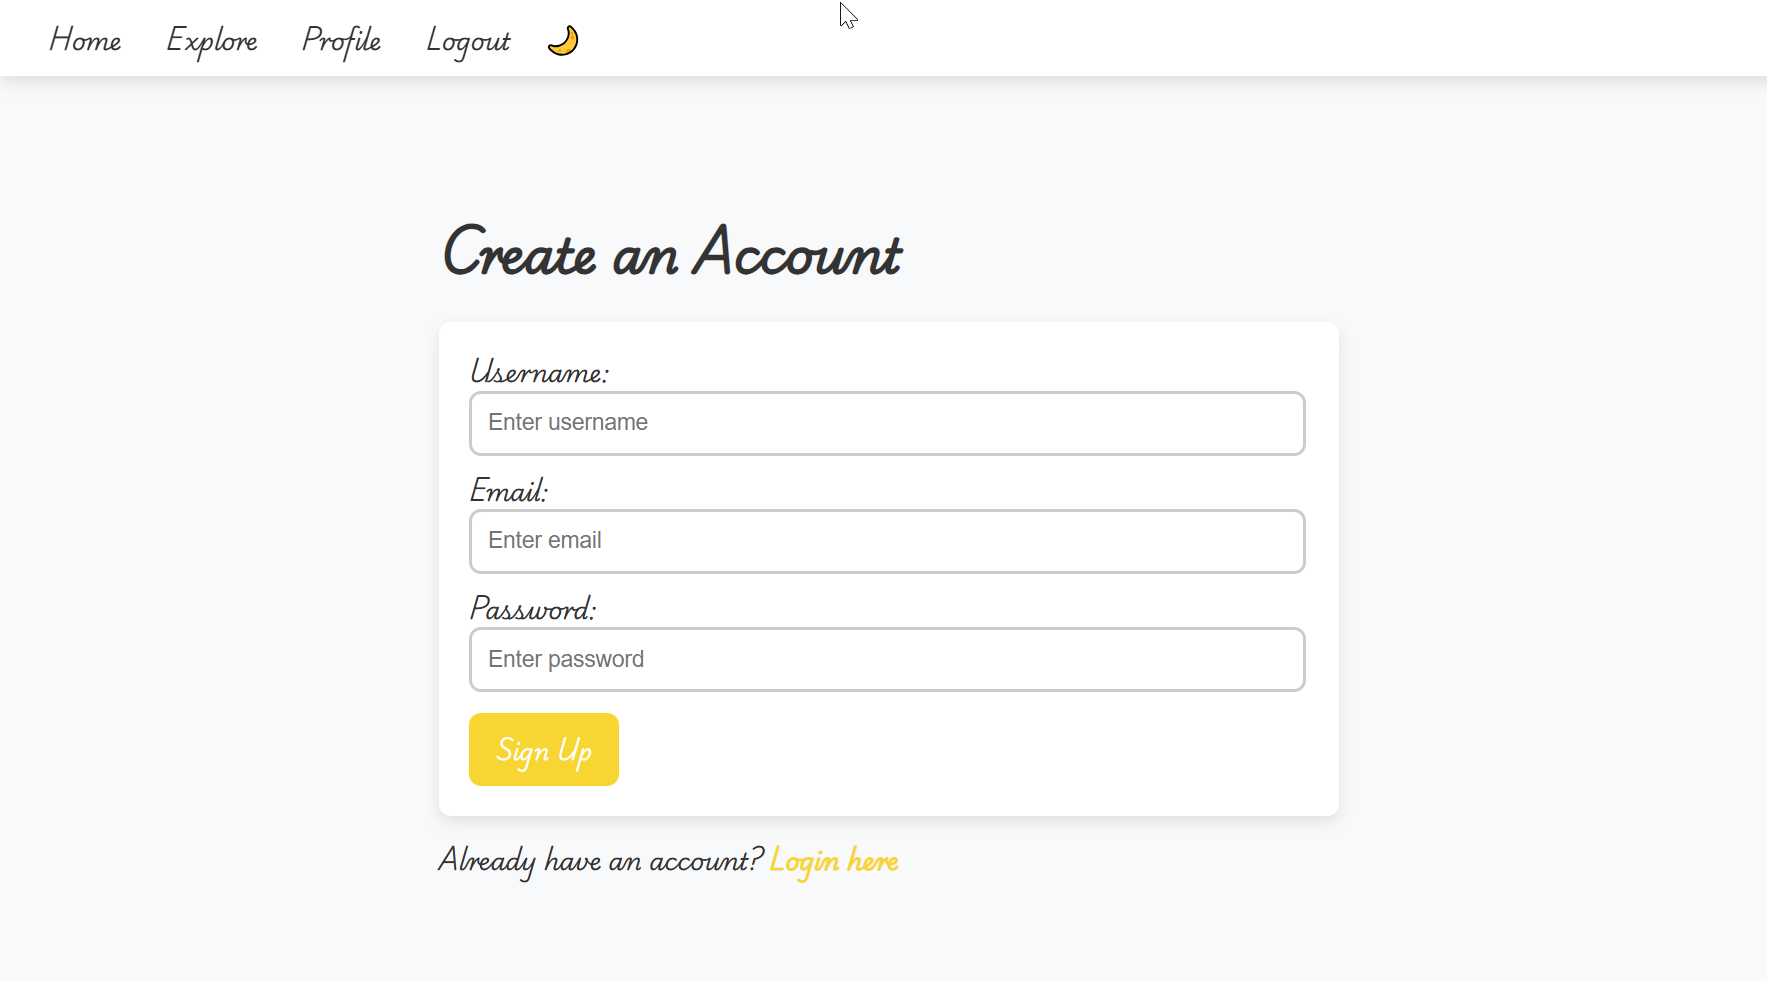 Home Explore Profile Logout
Create an Account
Username:
Enter username
Email:
Enter email
Password:
Enter password
Sign Up
Already have an account? Login here